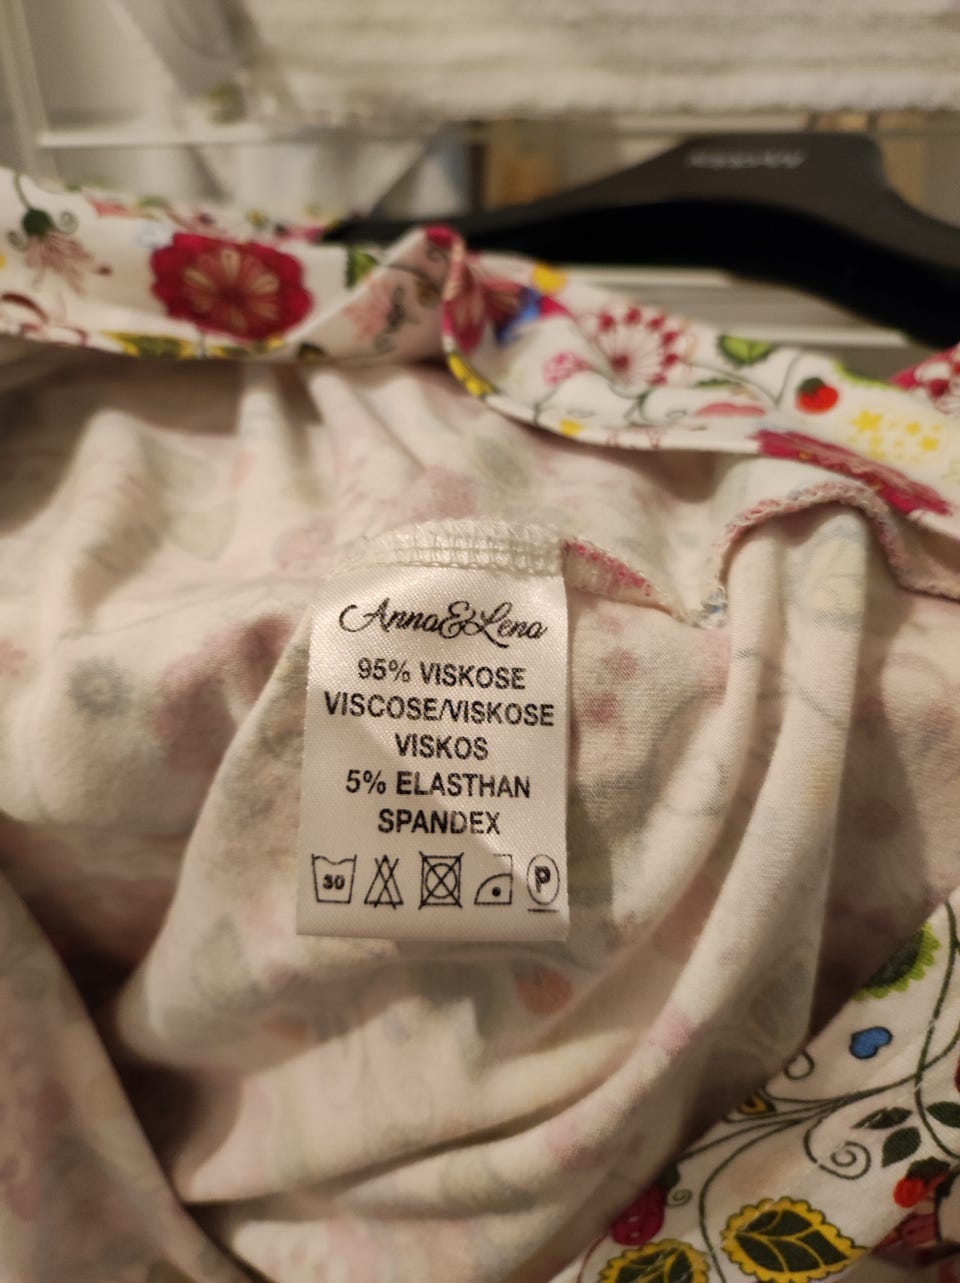 Anna&Lena
95% VISKOSE
VISCOSE/VISKOSE
VISKOS
5% ELASTHAN
SPANDEX
30 P